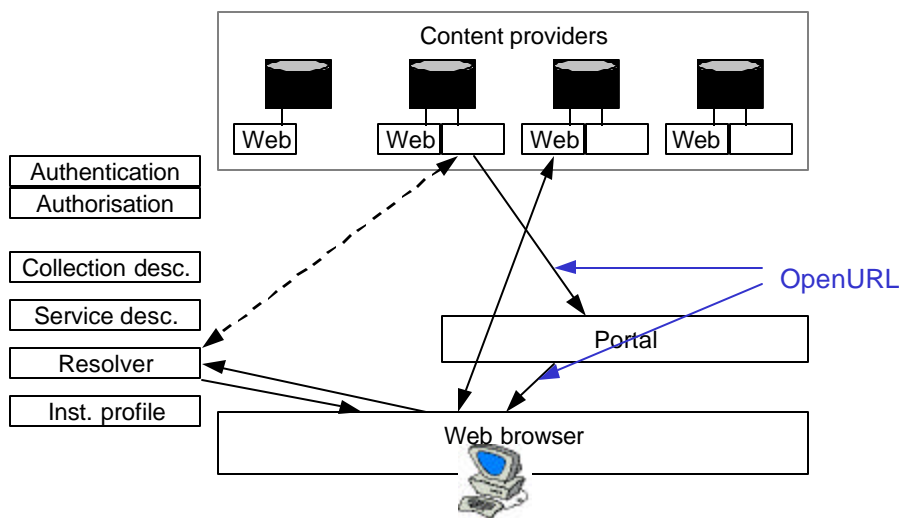 Content providers
Web
Web
Web
Web
Authentication
Authorisation
Collection desc.
OpenURL
Service desc.
Portal
Resolver
Inst. profile
Web browser